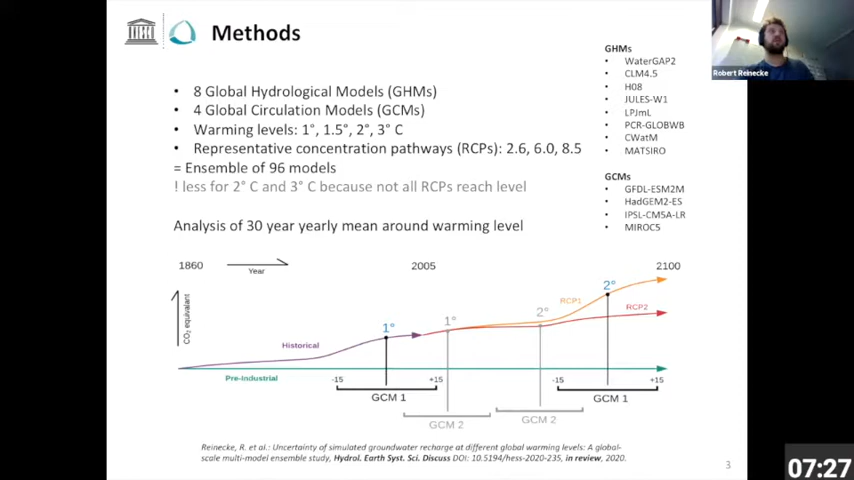 Methods
• 8 Global Hydrological Models (GHMs)
• 4 Global Circulation Models (GCMs)
• Warming levels: 1°, 1.5°, 2°, 3° C
• Representative concentration pathways (RCPs): 2.6, 6.0, 8.5
= Ensemble of 96 models
! less for 2° C and 3° C because not all RCPs reach level
Analysis of 30 year yearly mean around warming level
GHMs
• WaterGAP2
• CLM4.5
• H08
• JULES-W1
• LPJmL
• PCR-GLOBWB
• CWatM
• MATSIRO
GCMs
• GFDL-ESM2M
• HadGEM2-ES
• IPSL-CM5A-LR
• MIROC5
Robert Reinecke
1860
Year
2005
2100
CO2 equivalant
Historical
Pre-Industrial
1°
1°
2°
2°
RCP1
RCP2
-15
+15
-15
+15
GCM 1
GCM 1
GCM 2
GCM 2
Reinecke, R. et al.: Uncertainty of simulated groundwater recharge at different global warming levels: A global-
scale multi-model ensemble study, Hydrol. Earth Syst. Sci. Discuss DOI: 10.5194/hess-2020-235, in review, 2020.
3
07:27